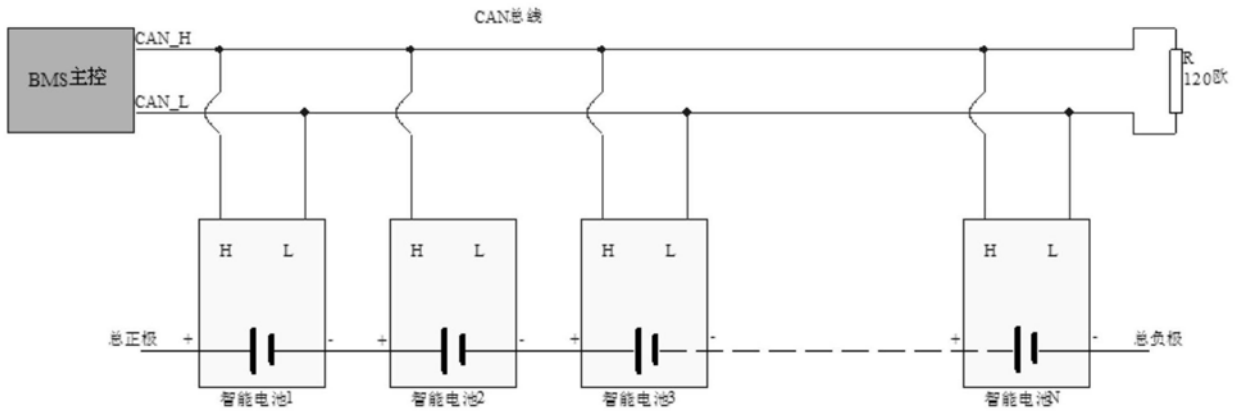 CAN总线
CAN_H
BMS主控
CAN_L
R
120欧
H L H L H L H L
总正极 + - + - + - + - 总负极
智能电池1 智能电池2 智能电池3 智能电池N